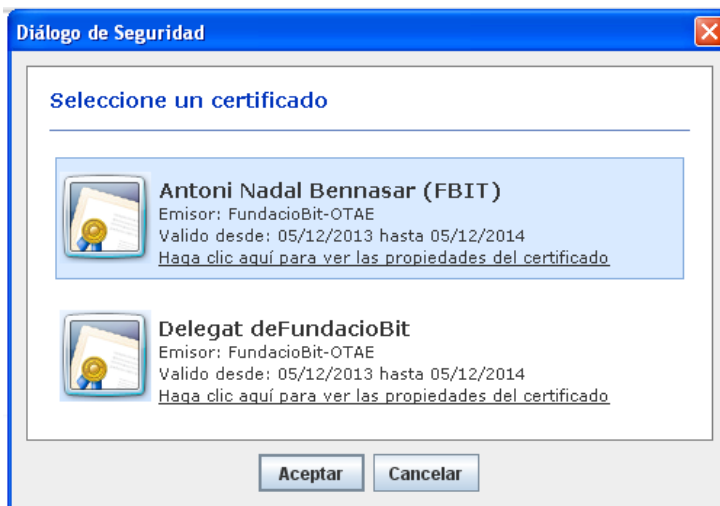 Diálogo de Seguridad
Seleccione un certificado
Antoni Nadal Bennasar (FBIT)
Emisor: FundacioBit-OTAE
Valido desde: 05/12/2013 hasta 05/12/2014
Haga clic aquí para ver las propiedades del certificado
Delegat deFundacioBit
Emisor: FundacioBit-OTAE
Valido desde: 05/12/2013 hasta 05/12/2014
Haga clic aquí para ver las propiedades del certificado
Aceptar Cancelar